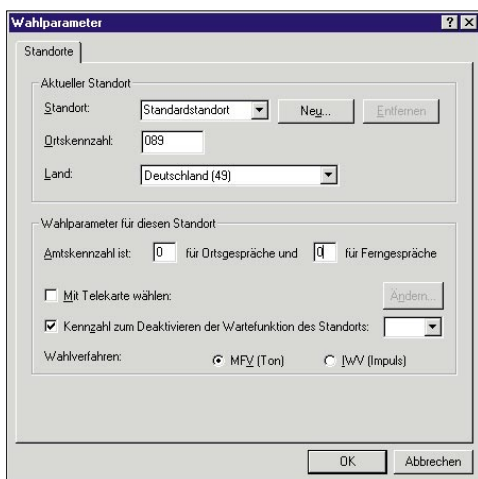 Wahlparameter
Standorte
Aktueller Standort
Standort: Standardstandort Neu... Entfernen
Ortskennzahl: 089
Land: Deutschland (49)
Wahlparameter für diesen Standort
Amtskennzahl ist: 0 für Ortsgespräche und 0 für Ferngespräche
Mit Telekarte wählen: Ändern...
Kennzahl zum Deaktivieren der Wartefunktion des Standorts:
Wahlverfahren: MFV (Ton) IWV (Impuls)
OK Abbrechen